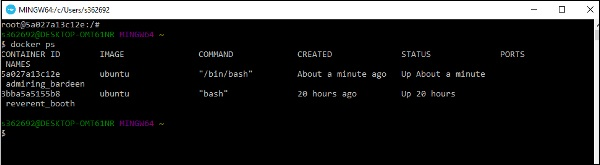 MINGW64:/c/Users/s362692
root@5a027a13c12e:/#
s362692@DESKTOP-OMT61NR MINGW64 ~
$ docker ps
CONTAINER ID IMAGE COMMAND CREATED STATUS PORTS
NAMES
5a027a13c12e ubuntu "/bin/bash" About a minute ago Up About a minute
admiring_bardeen
3bba5a5155b8 ubuntu "bash" 20 hours ago Up 20 hours
reverent_booth
s362692@DESKTOP-OMT61NR MINGW64 ~
$